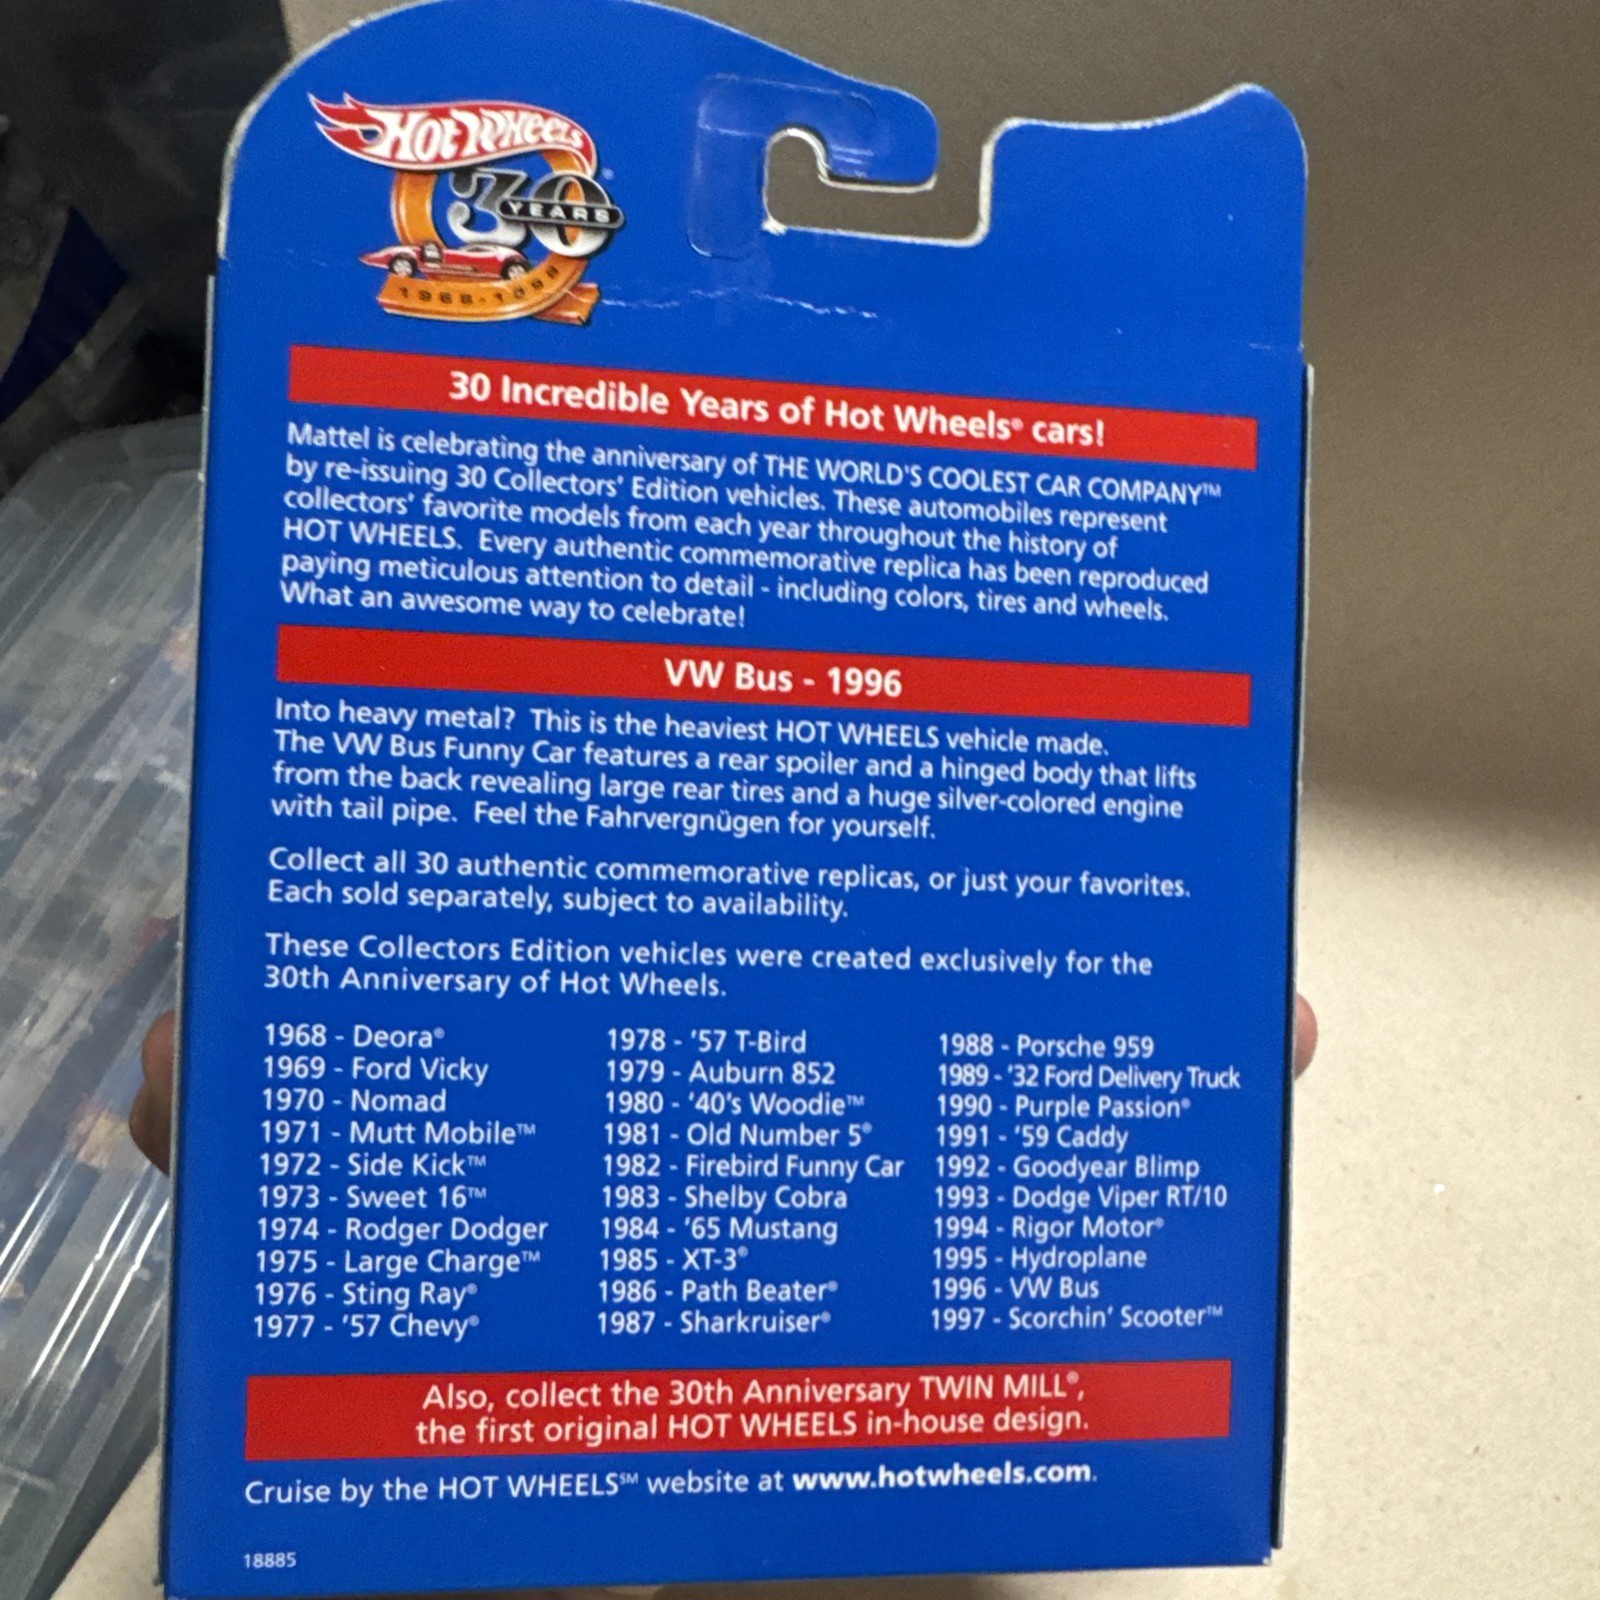 HOT WHEELS®
30
YEARS
1968-1998
30 Incredible Years of Hot Wheels® cars!
Mattel is celebrating the anniversary of THE WORLD'S COOLEST CAR COMPANY™
by re-issuing 30 Collectors' Edition vehicles. These automobiles represent
collectors' favorite models from each year throughout the history of
HOT WHEELS. Every authentic commemorative replica has been reproduced
paying meticulous attention to detail - including colors, tires and wheels.
What an awesome way to celebrate!
VW Bus - 1996
Into heavy metal? This is the heaviest HOT WHEELS vehicle made.
The VW Bus Funny Car features a rear spoiler and a hinged body that lifts
from the back revealing large rear tires and a huge silver-colored engine
with tail pipe. Feel the Fahrvergnügen for yourself.
Collect all 30 authentic commemorative replicas, or just your favorites.
Each sold separately, subject to availability.
These Collectors Edition vehicles were created exclusively for the
30th Anniversary of Hot Wheels.
1968 - Deora®
1969 - Ford Vicky
1970 - Nomad
1971 - Mutt Mobile™
1972 - Side Kick™
1973 - Sweet 16™
1974 - Rodger Dodger
1975 - Large Charge™
1976 - Sting Ray®
1977 - '57 Chevy®
1978 - '57 T-Bird
1979 - Auburn 852
1980 - '40's Woodie™
1981 - Old Number 5®
1982 - Firebird Funny Car
1983 - Shelby Cobra
1984 - '65 Mustang
1985 - XT-3®
1986 - Path Beater®
1987 - Sharkruiser®
1988 - Porsche 959
1989 - '32 Ford Delivery Truck
1990 - Purple Passion®
1991 - '59 Caddy
1992 - Goodyear Blimp
1993 - Dodge Viper RT/10
1994 - Rigor Motor®
1995 - Hydroplane
1996 - VW Bus
1997 - Scorchin' Scooter™
Also, collect the 30th Anniversary TWIN MILL®,
the first original HOT WHEELS in-house design.
Cruise by the HOT WHEELS℠ website at www.hotwheels.com.
18885